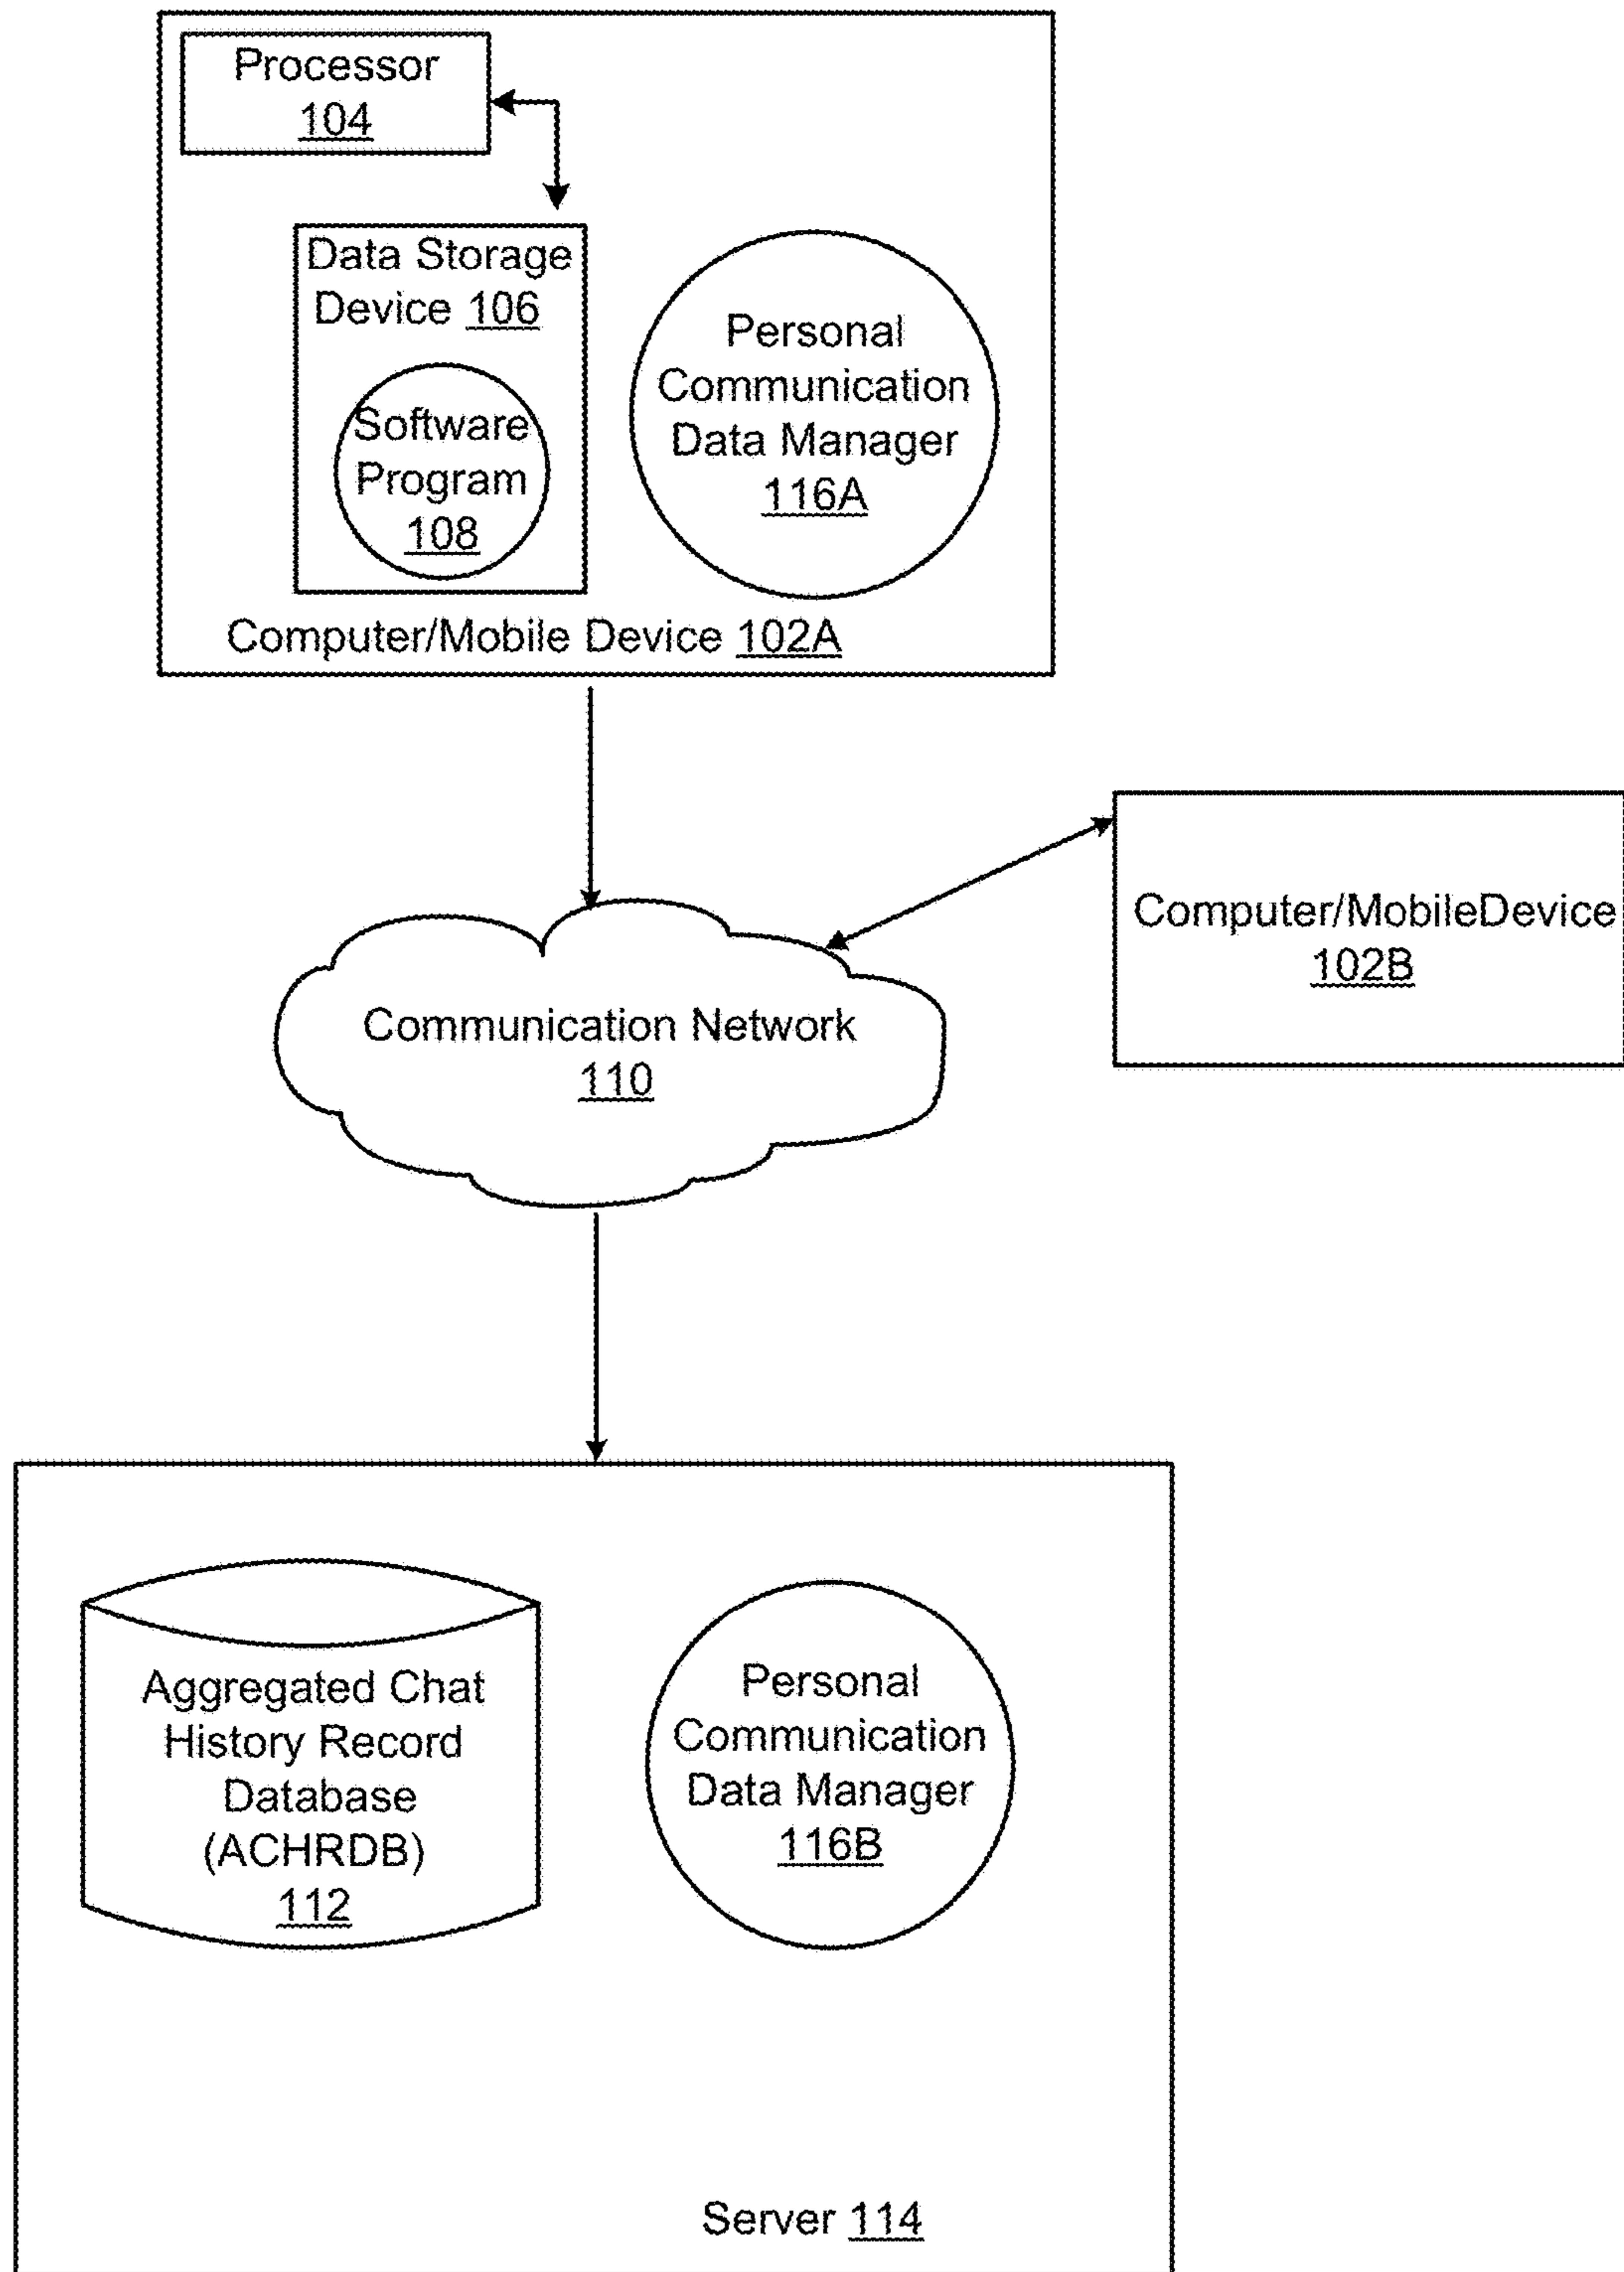 Processor
104
Data Storage
Device 106
Software
Program
108
Personal
Communication
Data Manager
116A
Computer/Mobile Device 102A
Computer/MobileDevice
102B
Communication Network
110
Aggregated Chat
History Record
Database
(ACHRDB)
112
Personal
Communication
Data Manager
116B
Server 114